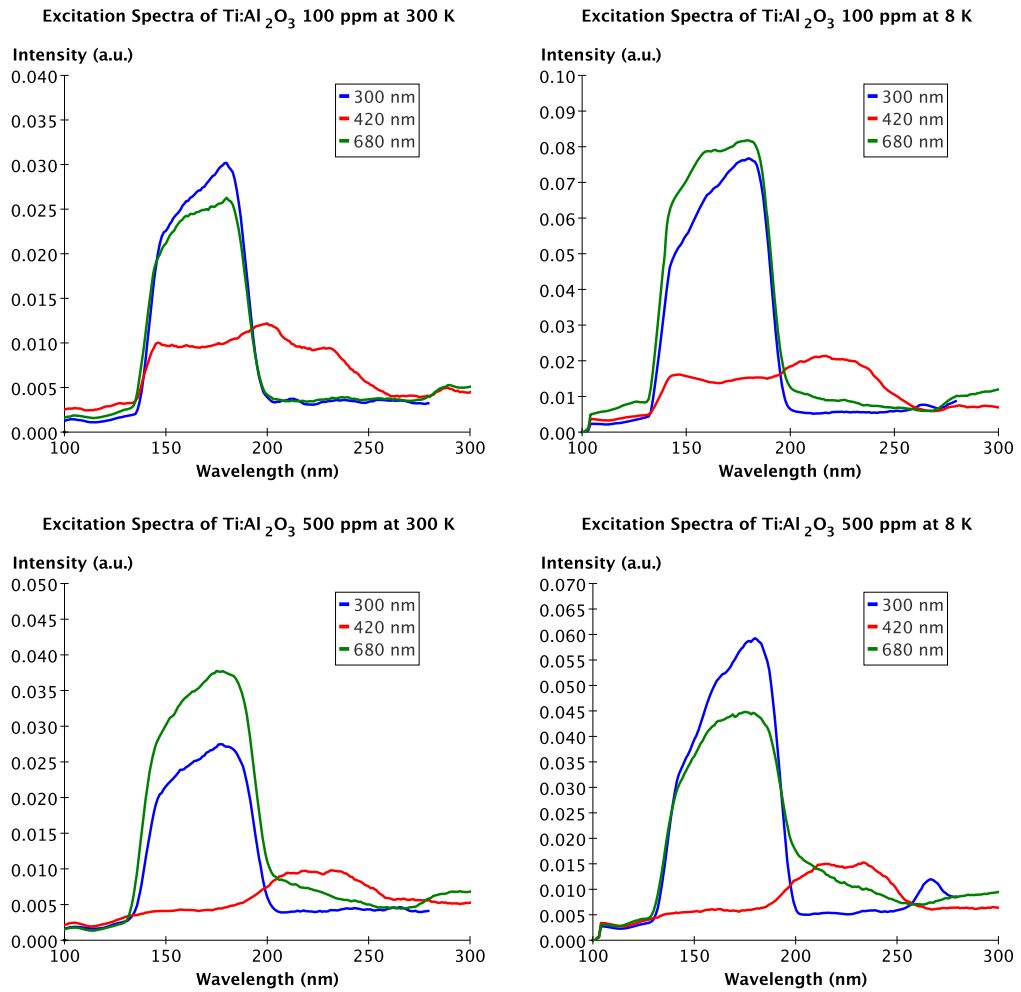 Excitation Spectra of Ti:Al2O3 100 ppm at 300 K
Intensity (a.u.)
0.040
0.035
0.030
0.025
0.020
0.015
0.010
0.005
0.000
100 150 200 250 300
Wavelength (nm)
300 nm
420 nm
680 nm
Excitation Spectra of Ti:Al2O3 100 ppm at 8 K
Intensity (a.u.)
0.10
0.09
0.08
0.07
0.06
0.05
0.04
0.03
0.02
0.01
0.00
100 150 200 250 300
Wavelength (nm)
300 nm
420 nm
680 nm
Excitation Spectra of Ti:Al2O3 500 ppm at 300 K
Intensity (a.u.)
0.050
0.045
0.040
0.035
0.030
0.025
0.020
0.015
0.010
0.005
0.000
100 150 200 250 300
Wavelength (nm)
300 nm
420 nm
680 nm
Excitation Spectra of Ti:Al2O3 500 ppm at 8 K
Intensity (a.u.)
0.070
0.065
0.060
0.055
0.050
0.045
0.040
0.035
0.030
0.025
0.020
0.015
0.010
0.005
0.000
100 150 200 250 300
Wavelength (nm)
300 nm
420 nm
680 nm